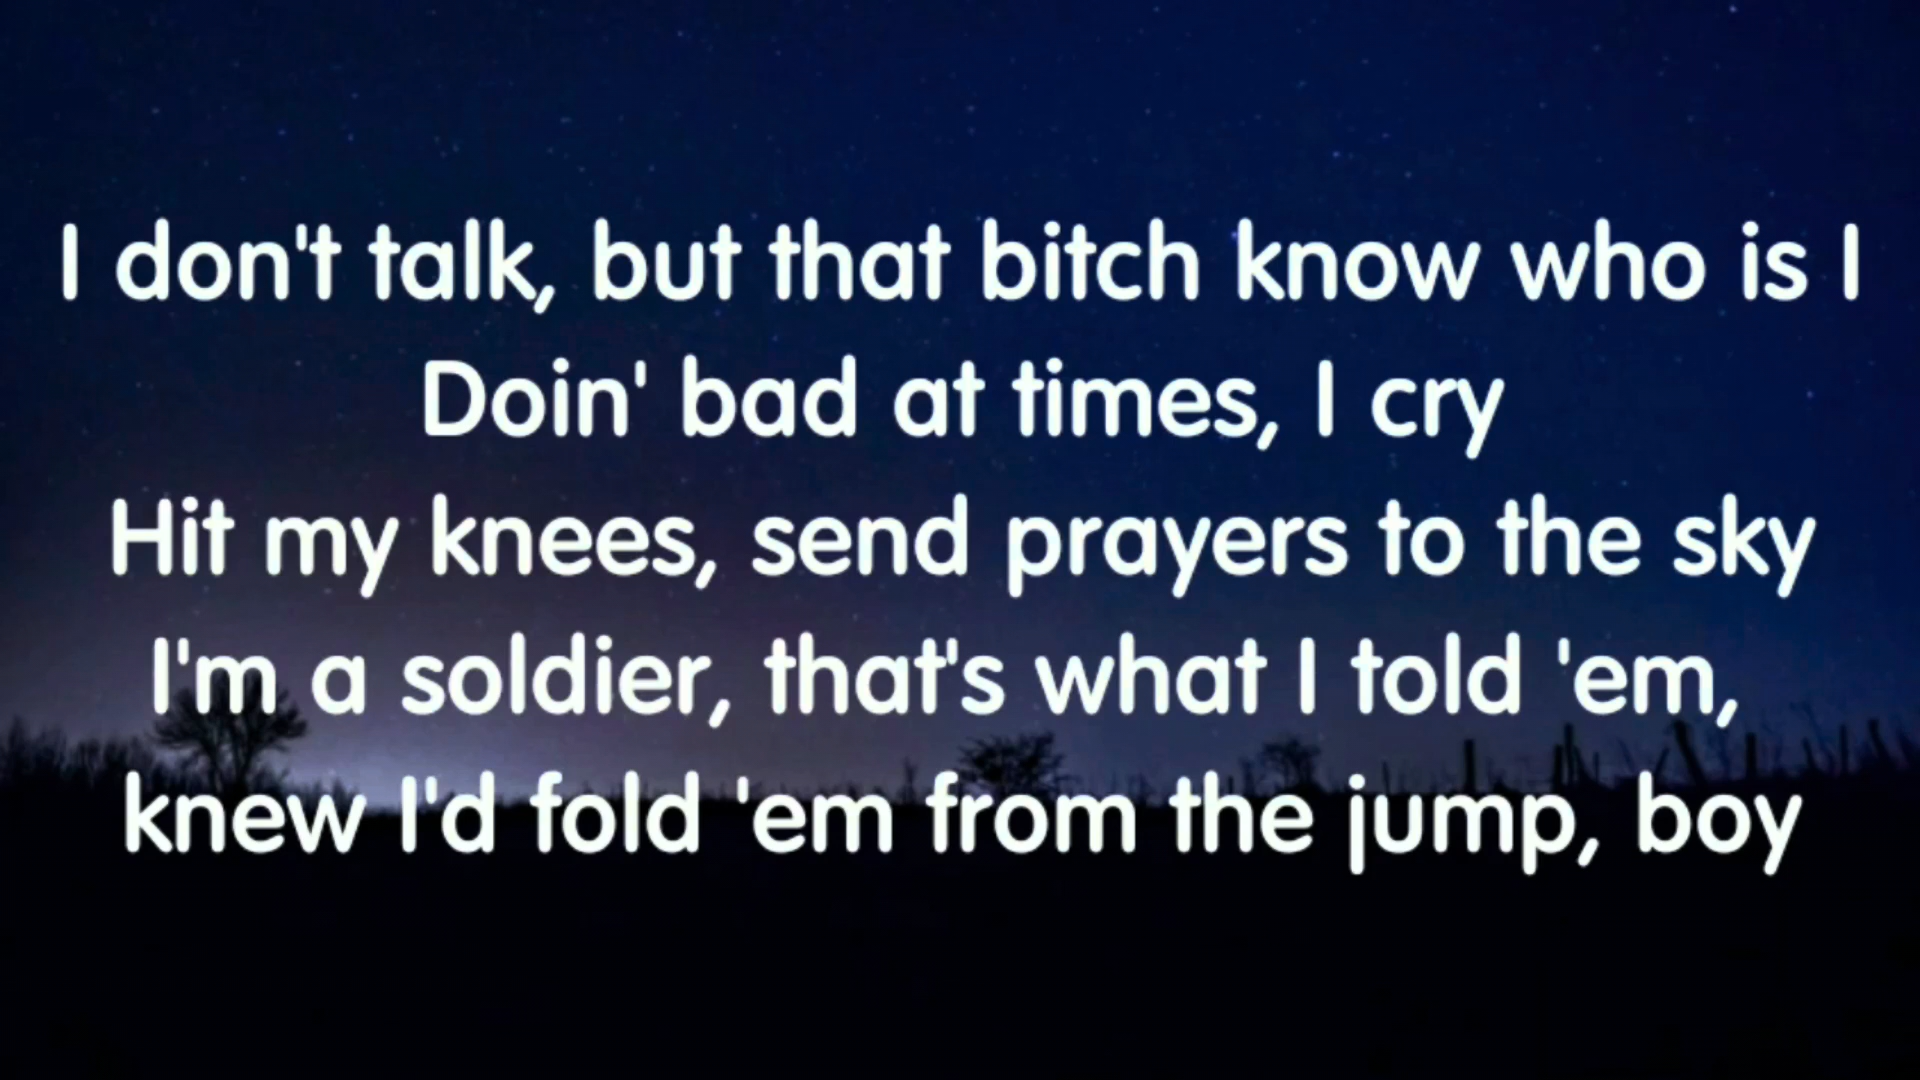 I don't talk, but that bitch know who is I
Doin' bad at times, I cry
Hit my knees, send prayers to the sky
I'm a soldier, that's what I told 'em,
knew I'd fold 'em from the jump, boy